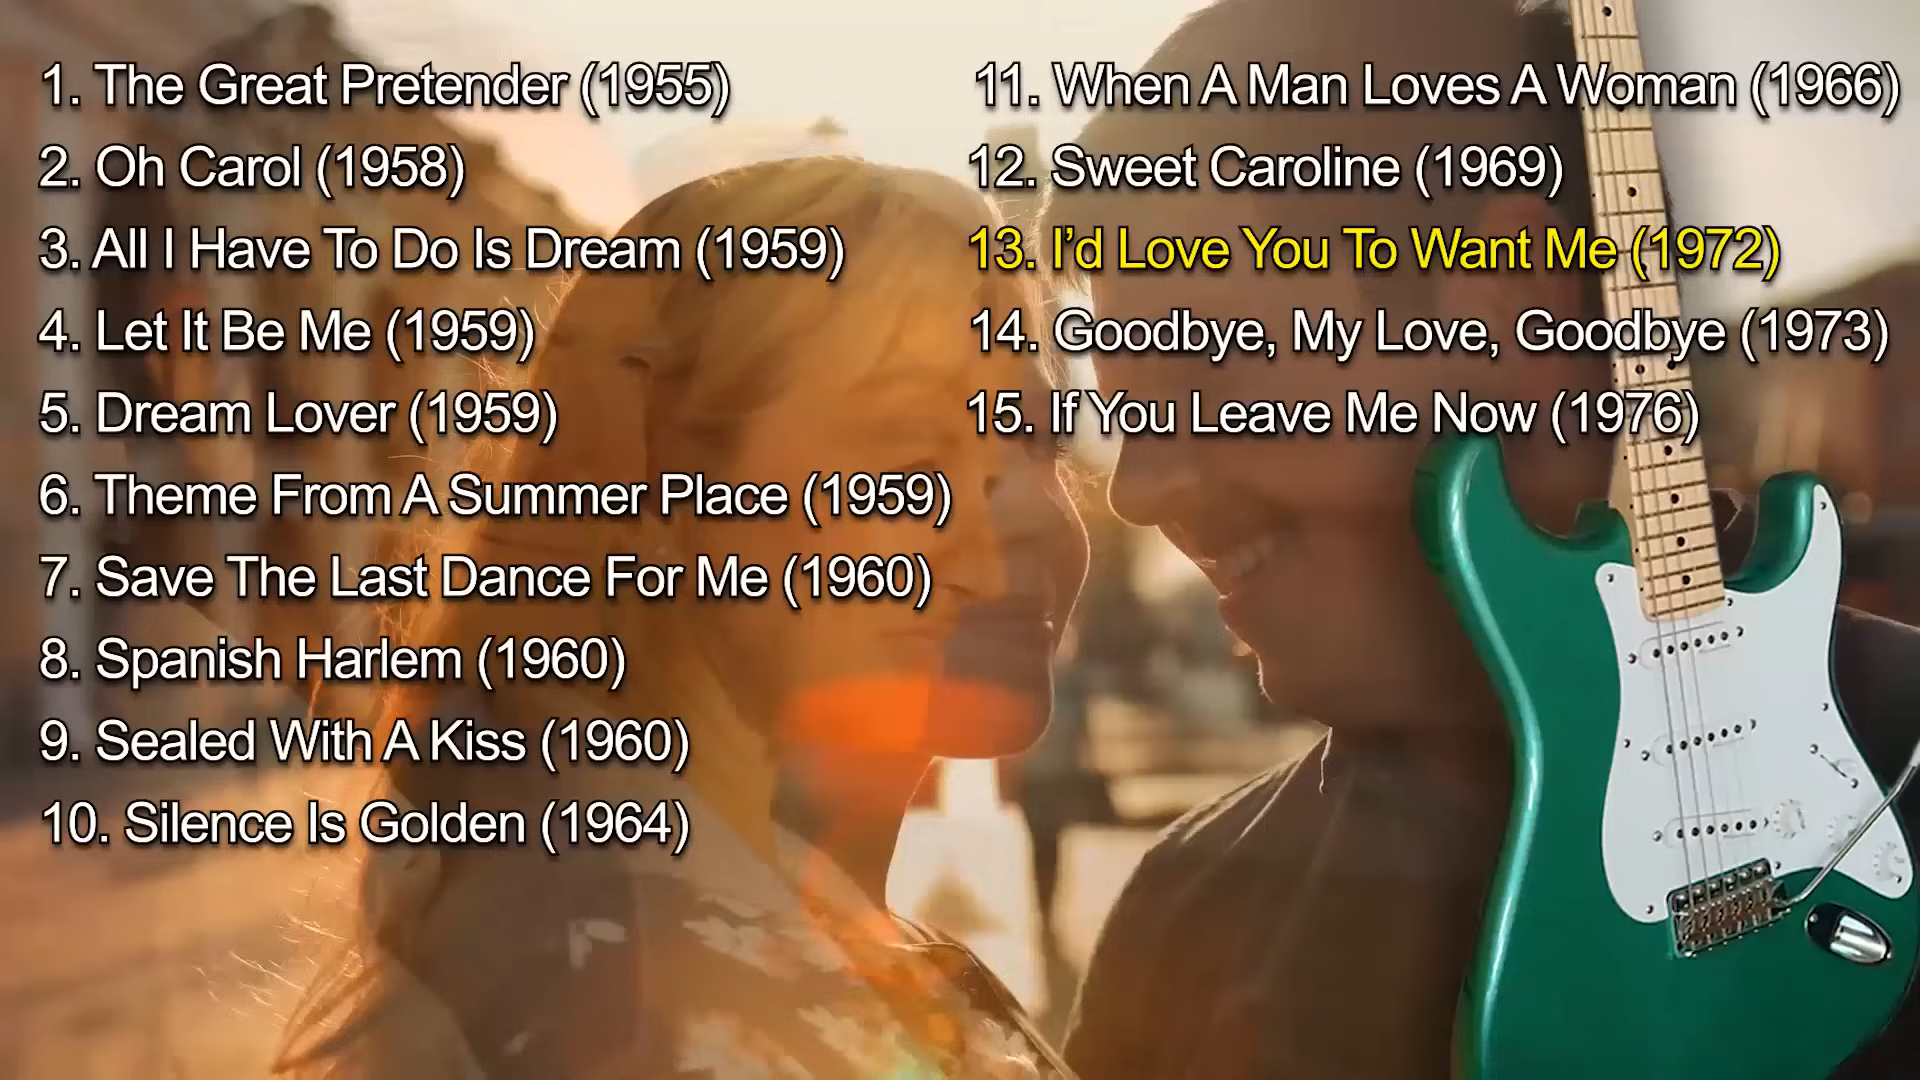 1. The Great Pretender (1955)
2. Oh Carol (1958)
3. All I Have To Do Is Dream (1959)
4. Let It Be Me (1959)
5. Dream Lover (1959)
6. Theme From A Summer Place (1959)
7. Save The Last Dance For Me (1960)
8. Spanish Harlem (1960)
9. Sealed With A Kiss (1960)
10. Silence Is Golden (1964)
11. When A Man Loves A Woman (1966)
12. Sweet Caroline (1969)
13. I’d Love You To Want Me (1972)
14. Goodbye, My Love, Goodbye (1973)
15. If You Leave Me Now (1976)